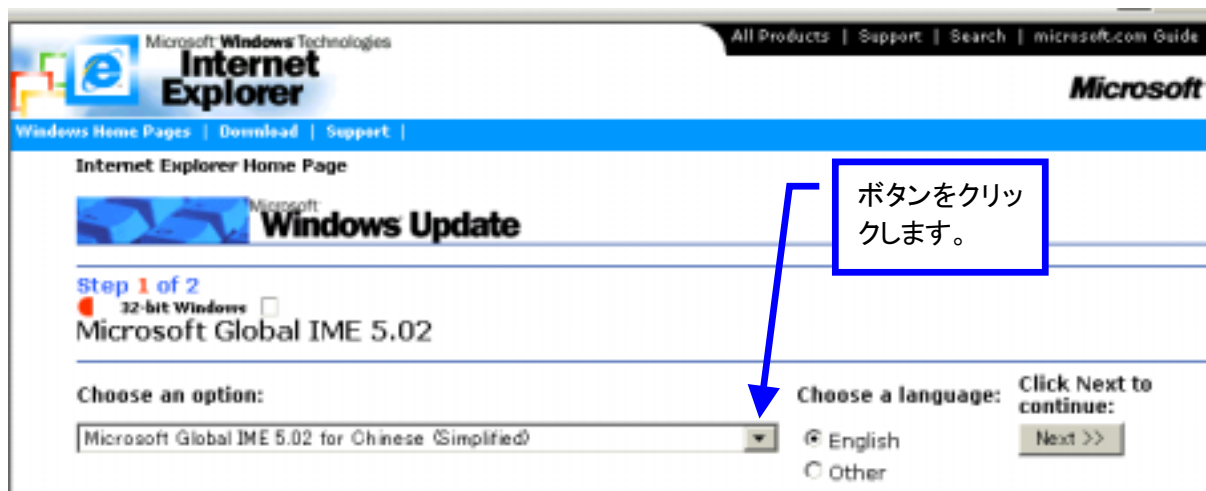 Microsoft Windows Technologies
Internet
Explorer
All Products | Support | Search | microsoft.com Guide
Microsoft
Windows Home Pages | Download | Support |
Internet Explorer Home Page
Microsoft
Windows Update
ボタンをクリッ
クします。
Step 1 of 2
32-bit Windows
Microsoft Global IME 5.02
Choose an option:
Choose a language:
Click Next to
continue:
Microsoft Global IME 5.02 for Chinese (Simplified)
English
Next >>
Other